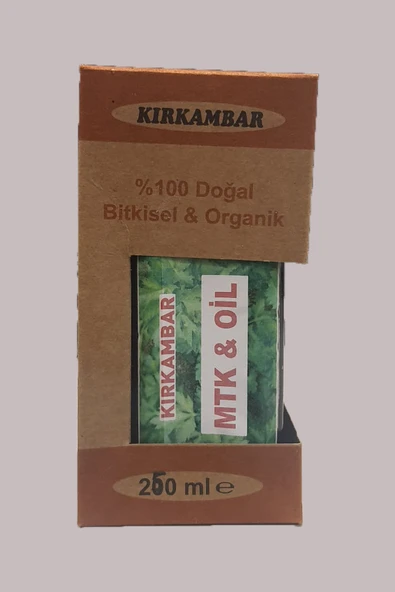 KIRKAMBAR
%100 Doğal
Bitkisel & Organik
KIRKAMBAR
MTK & OİL
250 ml e